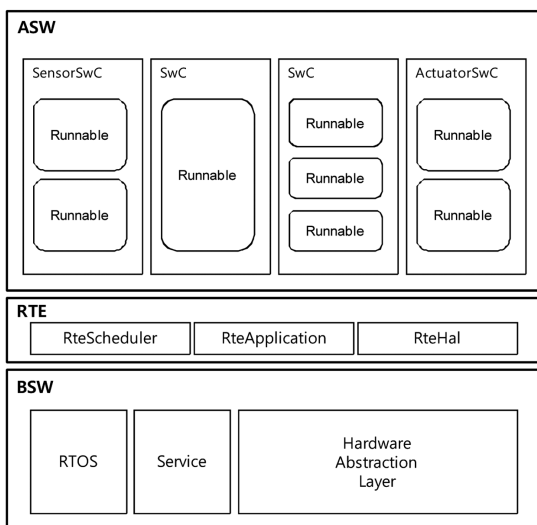 ASW
SensorSwC
SwC
SwC
ActuatorSwC
Runnable
Runnable
Runnable
Runnable
Runnable
Runnable
Runnable
Runnable
RTE
RteScheduler
RteApplication
RteHal
BSW
RTOS
Service
Hardware
Abstraction
Layer